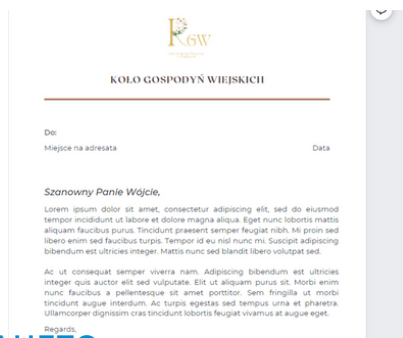 KGW
KOŁO GOSPODYŃ WIEJSKICH
Do:
Miejsce na adresata Data
Szanowny Panie Wójcie,
Lorem ipsum dolor sit amet, consectetur adipiscing elit, sed do eiusmod
tempor incididunt ut labore et dolore magna aliqua. Eget nunc lobortis mattis
aliquam faucibus purus. Tincidunt praesent semper feugiat nibh. Mi proin sed
libero enim sed faucibus turpis. Tempor id eu nisl nunc mi. Suscipit adipiscing
bibendum est ultricies integer. Mattis nunc sed blandit libero volutpat sed.
Ac ut consequat semper viverra nam. Adipiscing bibendum est ultricies
integer quis auctor elit sed vulputate. Elit ut aliquam purus sit. Morbi enim
nunc faucibus a pellentesque sit amet porttitor. Sem fringilla ut morbi
tincidunt augue interdum. Ac turpis egestas sed tempus urna et pharetra.
Ullamcorper dignissim cras tincidunt lobortis feugiat vivamus at augue eget.
Regards,